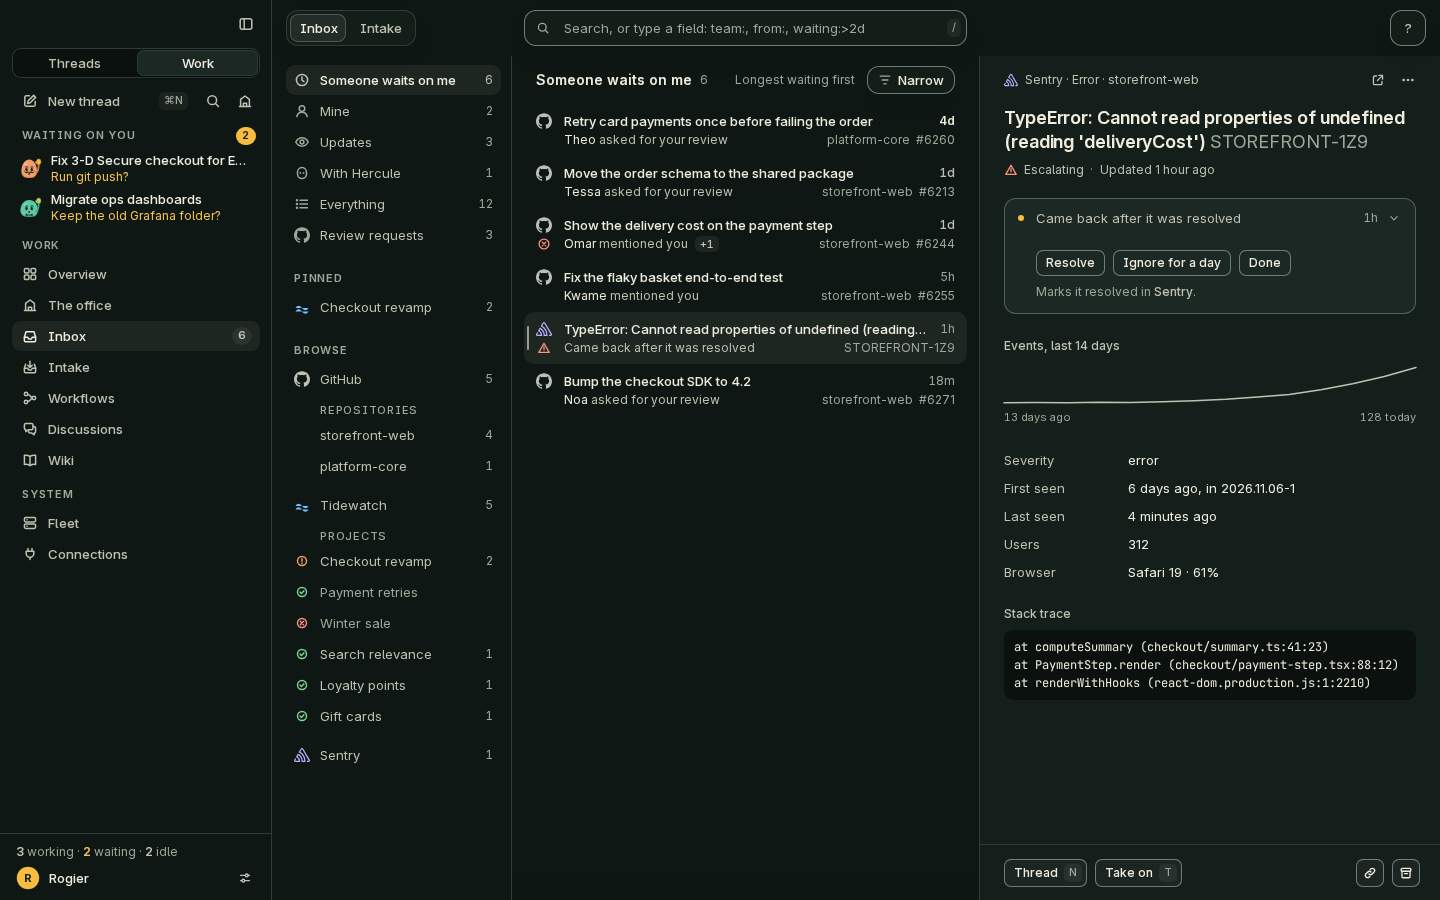 Threads
Work
New thread
⌘N
WAITING ON YOU
2
Fix 3-D Secure checkout for E…
Run git push?
Migrate ops dashboards
Keep the old Grafana folder?
WORK
Overview
The office
Inbox
6
Intake
Workflows
Discussions
Wiki
SYSTEM
Fleet
Connections
3 working · 2 waiting · 2 idle
R
Rogier
Inbox
Intake
Someone waits on me
6
Mine
2
Updates
3
With Hercule
1
Everything
12
Review requests
3
PINNED
Checkout revamp
2
BROWSE
GitHub
5
REPOSITORIES
storefront-web
4
platform-core
1
Tidewatch
5
PROJECTS
Checkout revamp
2
Payment retries
Winter sale
Search relevance
1
Loyalty points
1
Gift cards
1
Sentry
1
Search, or type a field: team:, from:, waiting:>2d
/
?
Someone waits on me 6
Longest waiting first
Narrow
Retry card payments once before failing the order
4d
Theo asked for your review
platform-core #6260
Move the order schema to the shared package
1d
Tessa asked for your review
storefront-web #6213
Show the delivery cost on the payment step
1d
Omar mentioned you +1
storefront-web #6244
Fix the flaky basket end-to-end test
5h
Kwame mentioned you
storefront-web #6255
TypeError: Cannot read properties of undefined (reading…
1h
Came back after it was resolved
STOREFRONT-1Z9
Bump the checkout SDK to 4.2
18m
Noa asked for your review
storefront-web #6271
Sentry · Error · storefront-web
TypeError: Cannot read properties of undefined
(reading 'deliveryCost') STOREFRONT-1Z9
Escalating · Updated 1 hour ago
Came back after it was resolved
1h
Resolve
Ignore for a day
Done
Marks it resolved in Sentry.
Events, last 14 days
13 days ago
128 today
Severity
error
First seen
6 days ago, in 2026.11.06-1
Last seen
4 minutes ago
Users
312
Browser
Safari 19 · 61%
Stack trace
at computeSummary (checkout/summary.ts:41:23)
at PaymentStep.render (checkout/payment-step.tsx:88:12)
at renderWithHooks (react-dom.production.js:1:2210)
Thread N
Take on T